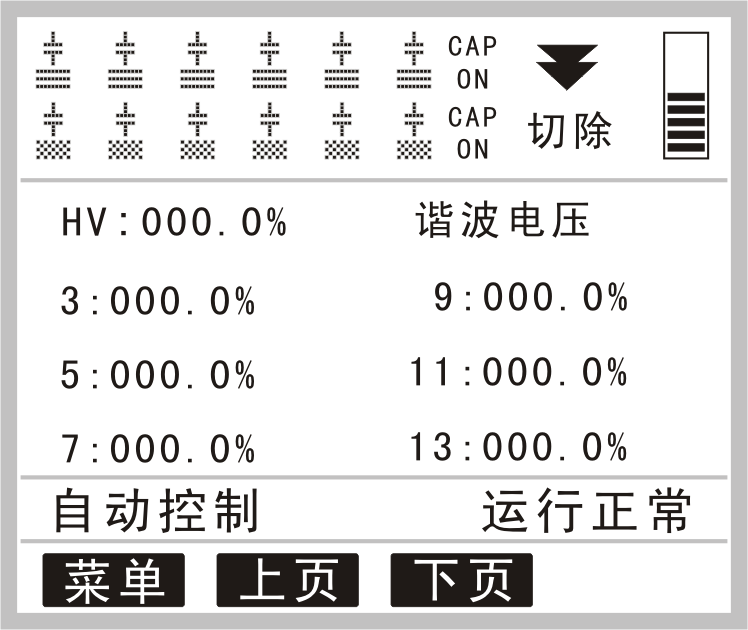 CAP
ON
CAP
ON
切除
HV:000.0% 谐波电压
3:000.0% 9:000.0%
5:000.0% 11:000.0%
7:000.0% 13:000.0%
自动控制 运行正常
菜单 上页 下页